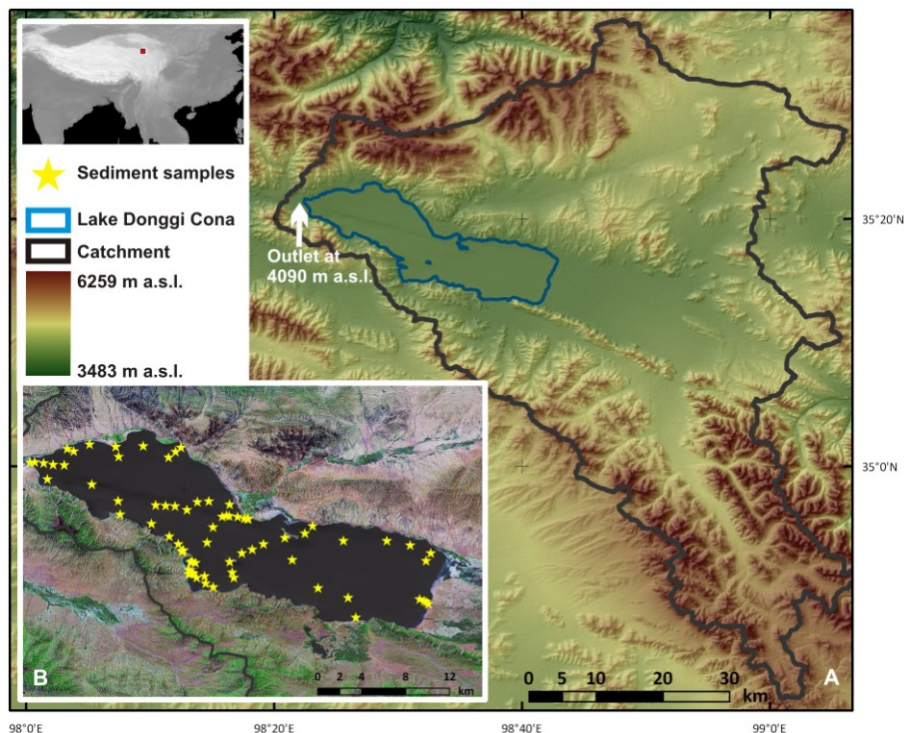 Sediment samples
Lake Donggi Cona
Catchment
6259 m a.s.l.
3483 m a.s.l.
Outlet at
4090 m a.s.l.
35°20'N
35°0'N
B
0 2 4 8 12
km
0 5 10 20 30
km
A
98°0'E
98°20'E
98°40'E
99°0'E